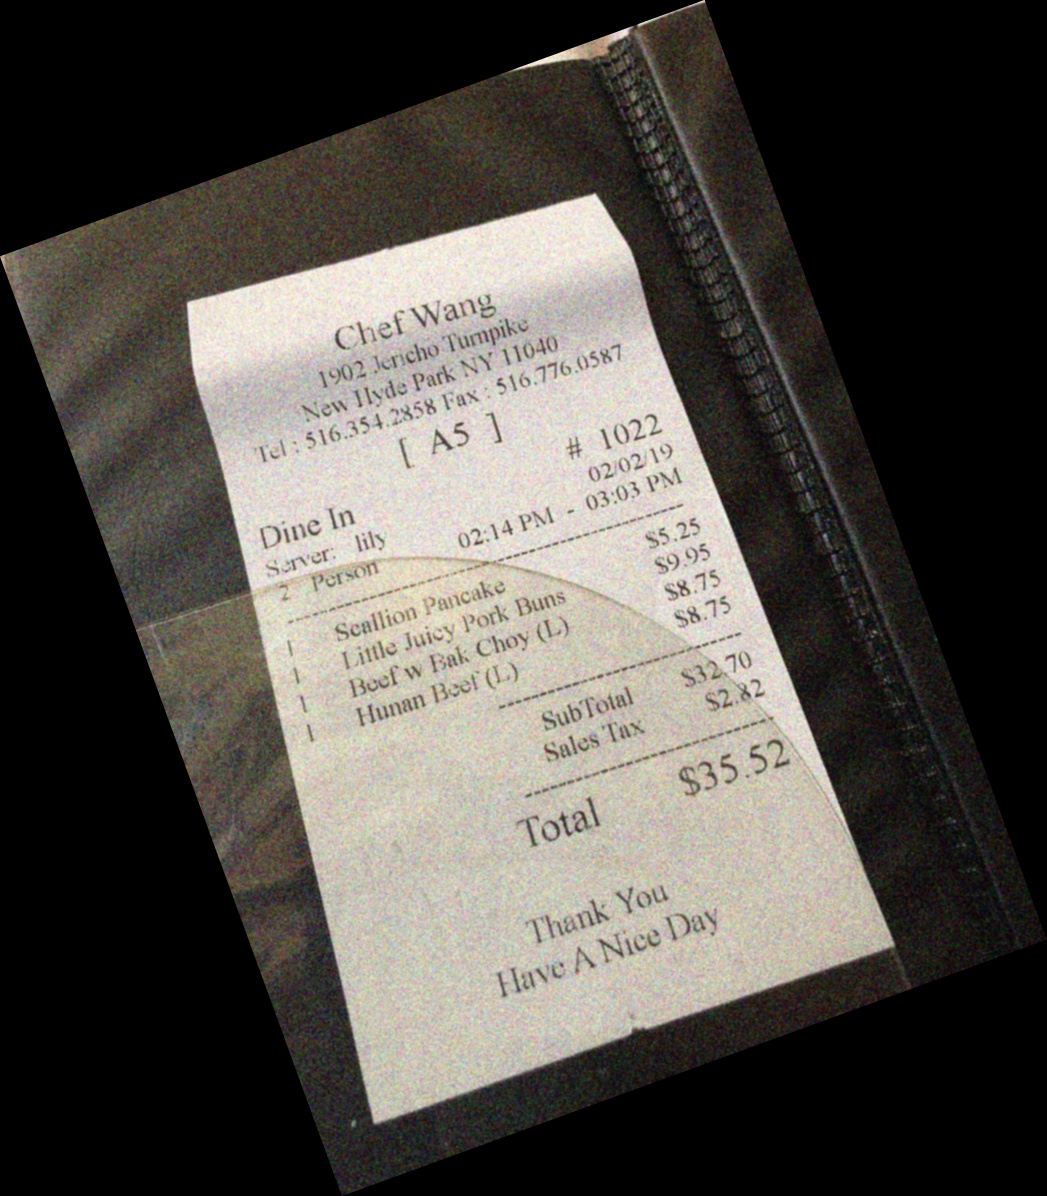 Chef Wang
1902 Jericho Turnpike
New Hyde Park NY 11040
Tel : 516.354.2858 Fax : 516.776.0587
[ A5 ]
# 1022
Dine In 02/02/19
Server: lily 02:14 PM - 03:03 PM
2 Person
1 Scallion Pancake $5.25
1 Little Juicy Pork Buns $9.95
1 Beef w Bak Choy (L) $8.75
1 Hunan Beef (L) $8.75
SubTotal $32.70
Sales Tax $2.82
Total $35.52
Thank You
Have A Nice Day